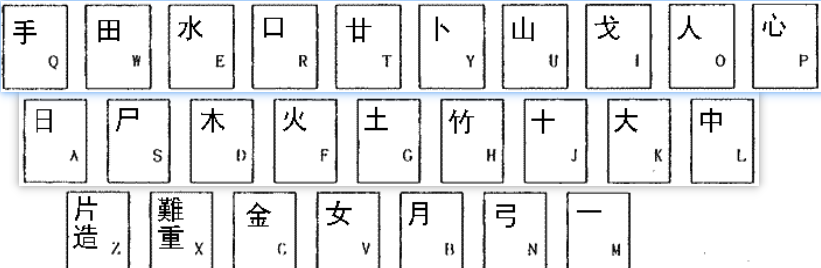 手 Q 田 W 水 E 口 R 廿 T 卜 Y 山 U 戈 I 人 O 心 P
日 A 尸 S 木 D 火 F 土 G 竹 H 十 J 大 K 中 L
片造 Z 難重 X 金 C 女 V 月 B 弓 N 一 M